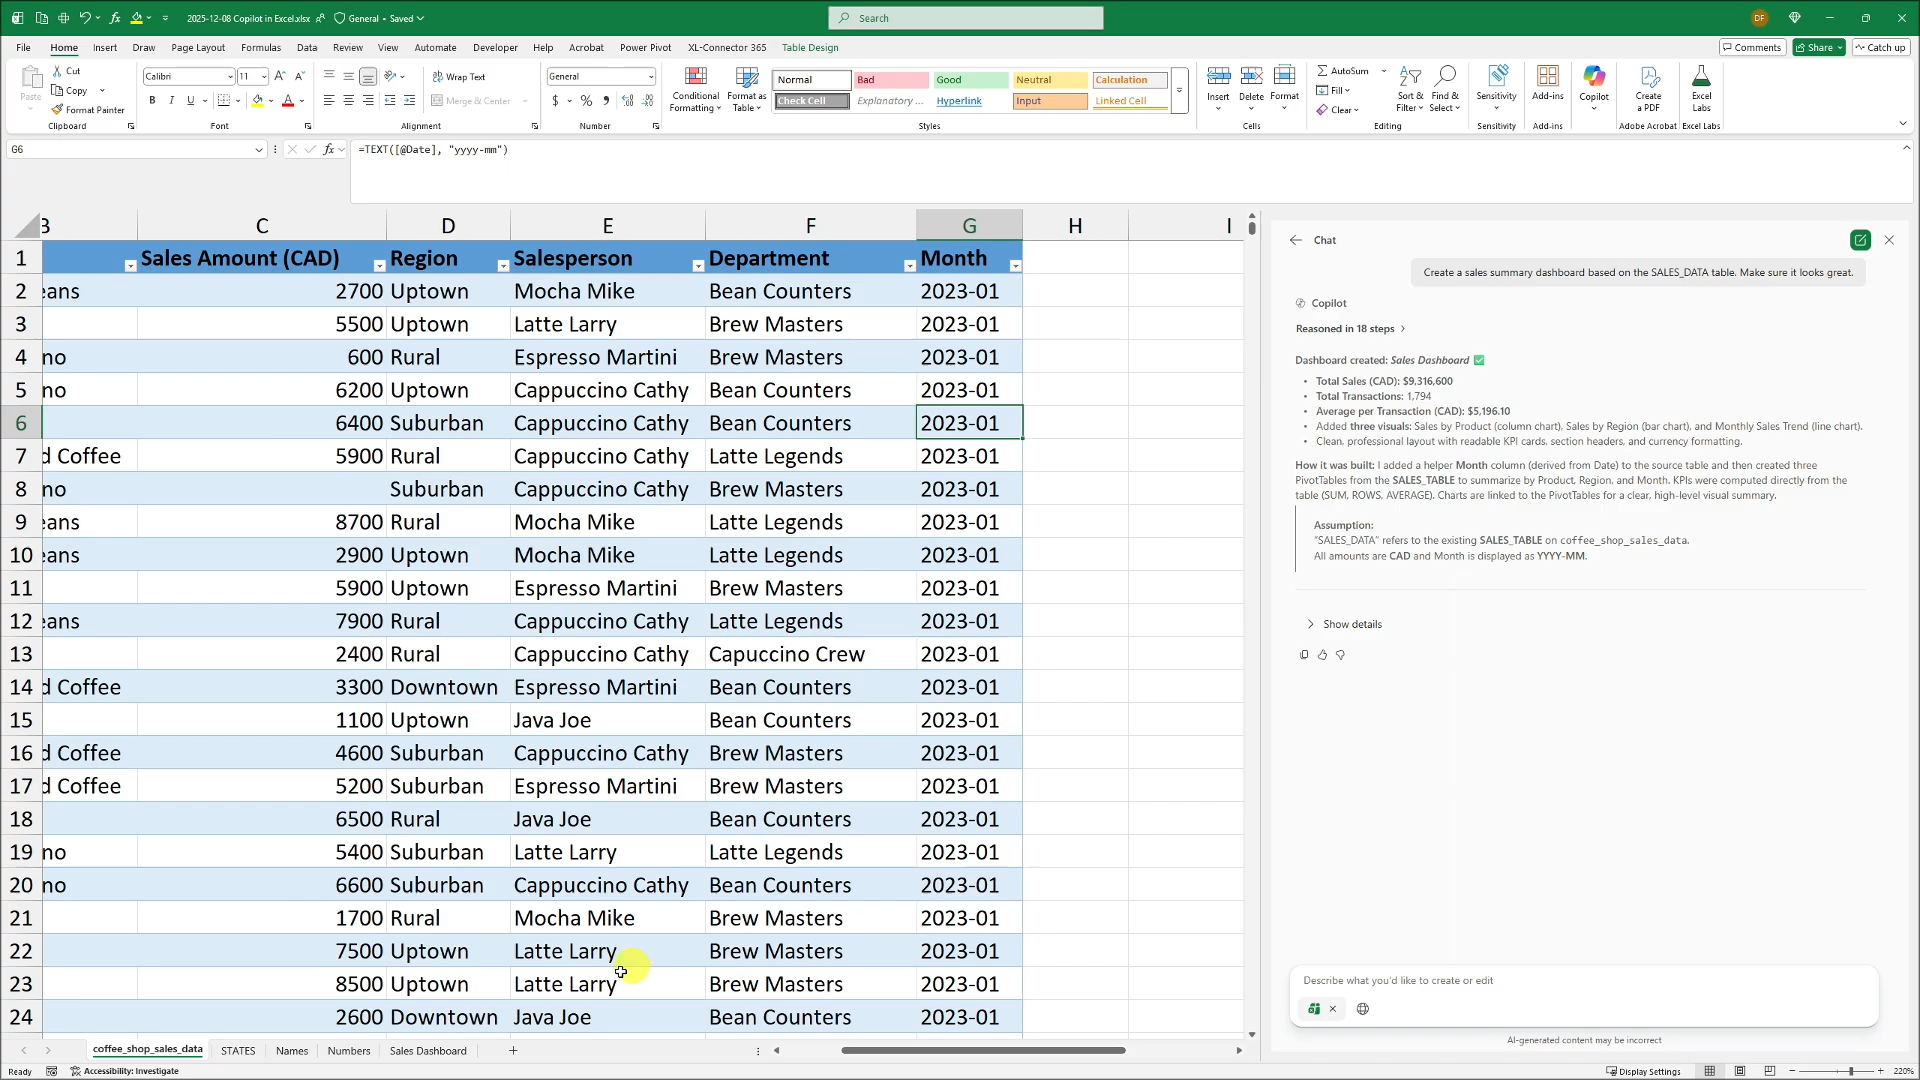 2025-12-08 Copilot in Excel.xlsx General • Saved
Search
DF
File Home Insert Draw Page Layout Formulas Data Review View Automate Developer Help Acrobat Power Pivot XL-Connector 365 Table Design
Comments Share Catch up
Paste
Cut
Copy
Format Painter
Clipboard
Calibri 11
B I U
Font
Wrap Text
Merge & Center
Alignment
General
$ % ,
Number
Conditional Formatting
Format as Table
Normal Bad Good Neutral Calculation
Check Cell Explanatory ... Hyperlink Input Linked Cell
Styles
Insert Delete Format
Cells
AutoSum
Fill
Clear
Sort & Filter
Find & Select
Editing
Sensitivity
Sensitivity
Add-ins
Add-ins
Copilot
Create a PDF
Adobe Acrobat
Excel Labs
Excel Labs
G6 fx =TEXT([@Date], "yyyy-mm")
B C D E F G H I
1 Sales Amount (CAD) Region Salesperson Department Month
2 eans 2700 Uptown Mocha Mike Bean Counters 2023-01
3 5500 Uptown Latte Larry Brew Masters 2023-01
4 no 600 Rural Espresso Martini Brew Masters 2023-01
5 no 6200 Uptown Cappuccino Cathy Bean Counters 2023-01
6 6400 Suburban Cappuccino Cathy Bean Counters 2023-01
7 d Coffee 5900 Rural Cappuccino Cathy Latte Legends 2023-01
8 no Suburban Cappuccino Cathy Brew Masters 2023-01
9 eans 8700 Rural Mocha Mike Latte Legends 2023-01
10 eans 2900 Uptown Mocha Mike Latte Legends 2023-01
11 5900 Uptown Espresso Martini Brew Masters 2023-01
12 eans 7900 Rural Cappuccino Cathy Latte Legends 2023-01
13 2400 Rural Cappuccino Cathy Capuccino Crew 2023-01
14 d Coffee 3300 Downtown Espresso Martini Bean Counters 2023-01
15 1100 Uptown Java Joe Bean Counters 2023-01
16 d Coffee 4600 Suburban Cappuccino Cathy Brew Masters 2023-01
17 d Coffee 5200 Suburban Espresso Martini Brew Masters 2023-01
18 6500 Rural Java Joe Bean Counters 2023-01
19 no 5400 Suburban Latte Larry Latte Legends 2023-01
20 no 6600 Suburban Cappuccino Cathy Bean Counters 2023-01
21 1700 Rural Mocha Mike Brew Masters 2023-01
22 7500 Uptown Latte Larry Brew Masters 2023-01
23 8500 Uptown Latte Larry Brew Masters 2023-01
24 2600 Downtown Java Joe Bean Counters 2023-01
coffee_shop_sales_data STATES Names Numbers Sales Dashboard
Ready Accessibility: Investigate Display Settings 220%
Chat
Create a sales summary dashboard based on the SALES_DATA table. Make sure it looks great.
Copilot
Reasoned in 18 steps
Dashboard created: Sales Dashboard ✅
• Total Sales (CAD): $9,316,600
• Total Transactions: 1,794
• Average per Transaction (CAD): $5,196.10
• Added three visuals: Sales by Product (column chart), Sales by Region (bar chart), and Monthly Sales Trend (line chart).
• Clean, professional layout with readable KPI cards, section headers, and currency formatting.
How it was built: I added a helper Month column (derived from Date) to the source table and then created three
PivotTables from the SALES_TABLE to summarize by Product, Region, and Month. KPIs were computed directly from the
table (SUM, ROWS, AVERAGE). Charts are linked to the PivotTables for a clear, high-level visual summary.
Assumption:
“SALES_DATA” refers to the existing SALES_TABLE on coffee_shop_sales_data.
All amounts are CAD and Month is displayed as YYYY-MM.
Show details
Describe what you'd like to create or edit
AI-generated content may be incorrect